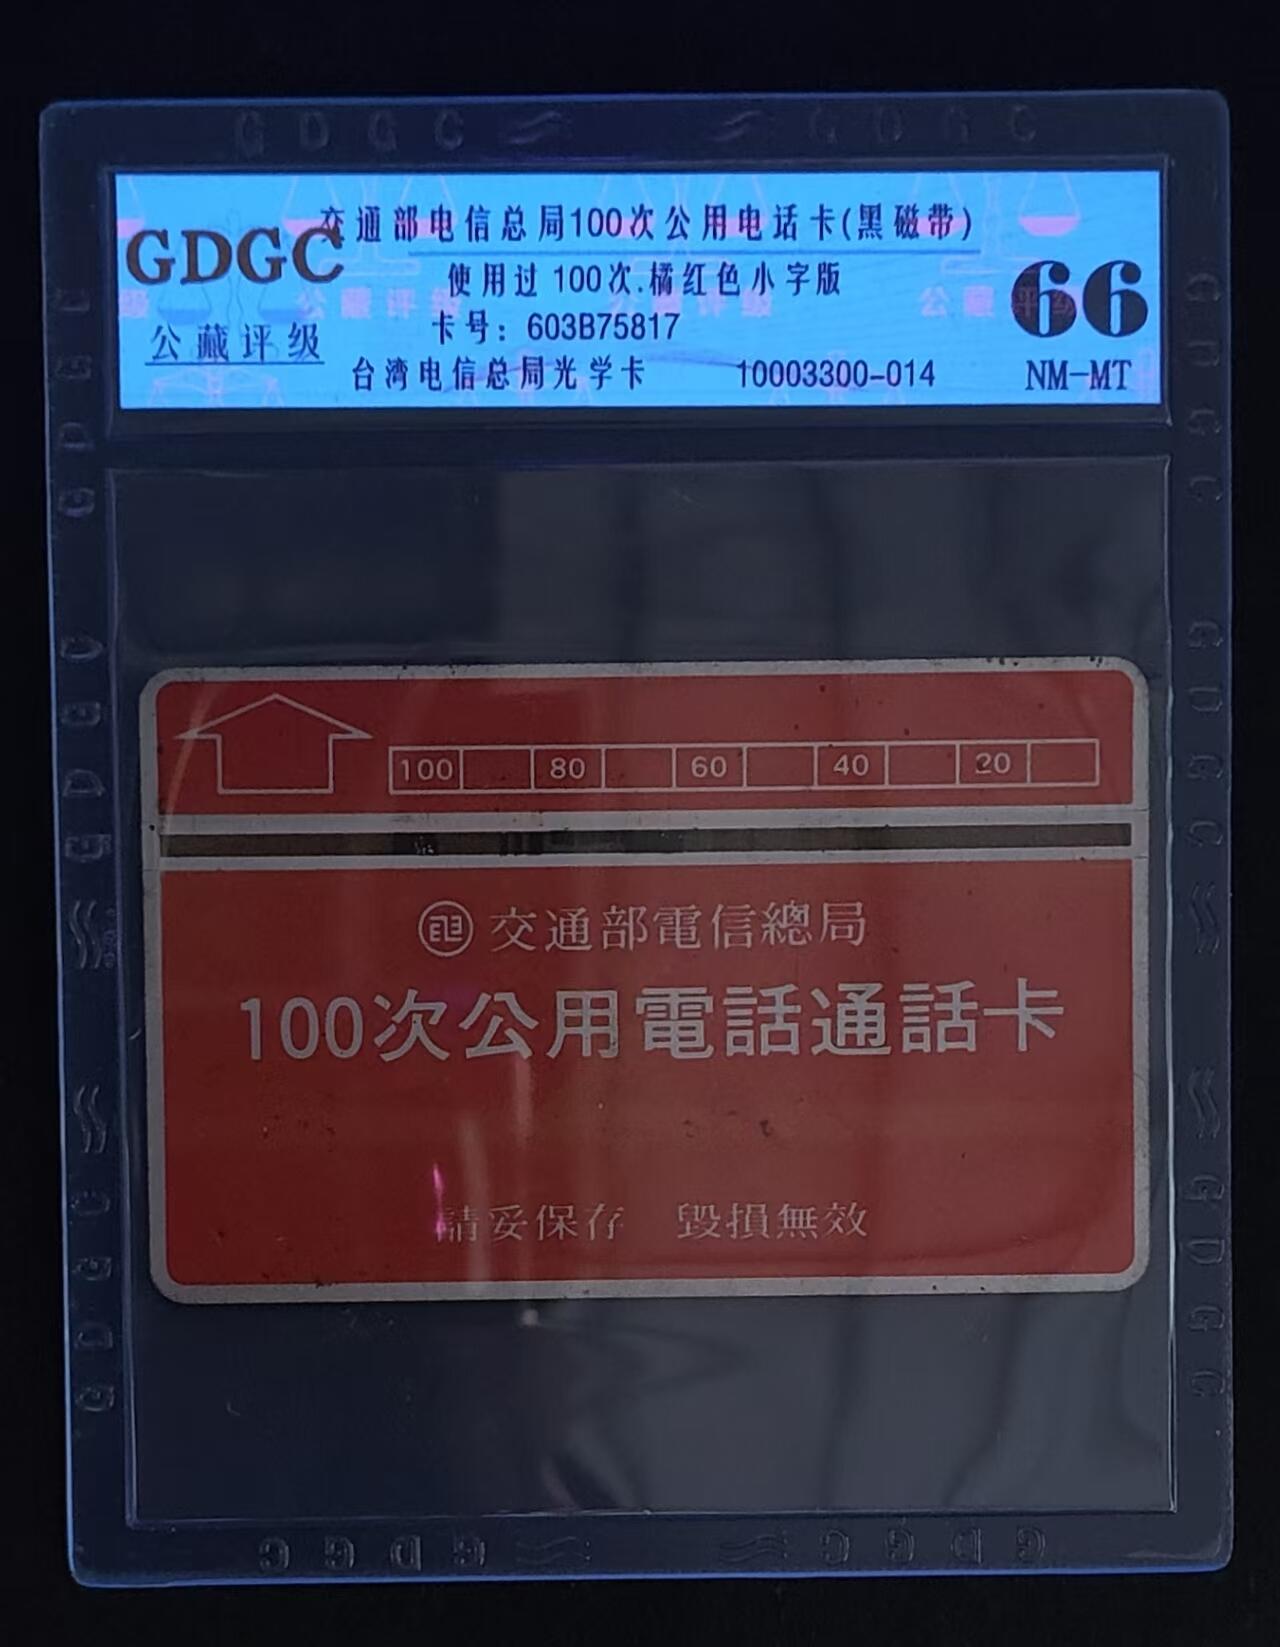 GDGC GDGC
交通部电信总局100次公用电话卡(黑磁带)
GDGC
使用过 100次.橘红色小字版
66
公藏评级
卡号: 603B75817
台湾电信总局光学卡 10003300-014
NM-MT
100 80 60 40 20
交通部電信總局
100次公用電話通話卡
請妥保存 毀損無效